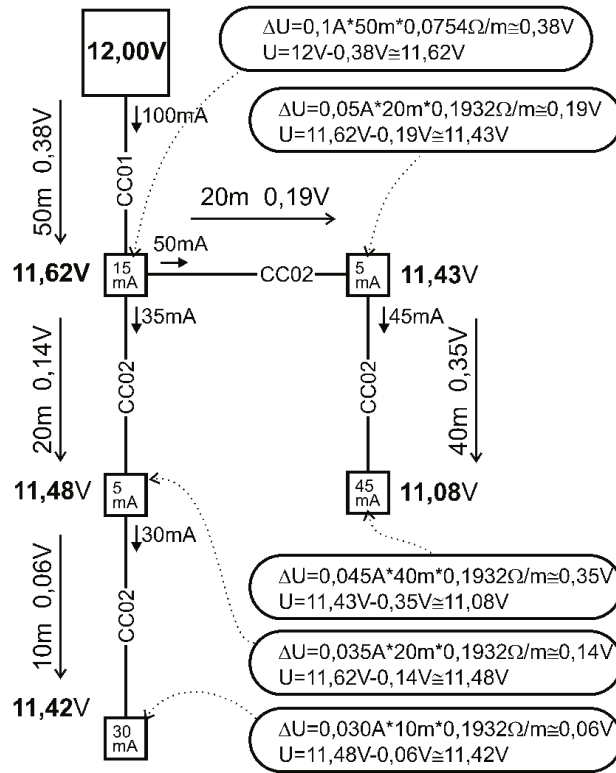 12,00V
ΔU=0,1A*50m*0,0754Ω/m≅0,38V
U=12V-0,38V≅11,62V
ΔU=0,05A*20m*0,1932Ω/m≅0,19V
U=11,62V-0,19V≅11,43V
100mA
50m 0,38V
CC01
20m 0,19V
50mA
11,62V
15
mA
CC02
5
mA
11,43V
35mA
45mA
20m 0,14V
CC02
CC02
40m 0,35V
11,48V
5
mA
45
mA
11,08V
30mA
10m 0,06V
CC02
ΔU=0,045A*40m*0,1932Ω/m≅0,35V
U=11,43V-0,35V≅11,08V
ΔU=0,035A*20m*0,1932Ω/m≅0,14V
U=11,62V-0,14V≅11,48V
11,42V
30
mA
ΔU=0,030A*10m*0,1932Ω/m≅0,06V
U=11,48V-0,06V≅11,42V